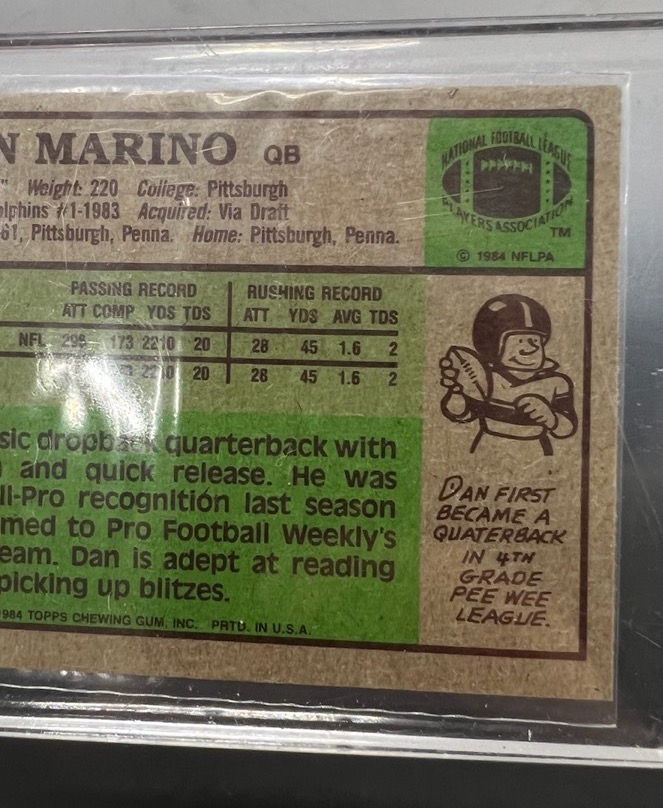 N MARINO QB
" Weight: 220 College: Pittsburgh
lphins #1-1983 Acquired: Via Draft
61, Pittsburgh, Penna. Home: Pittsburgh, Penna.
NATIONAL FOOTBALL LEAGUE
PLAYERS ASSOCIATION
TM
© 1984 NFLPA
PASSING RECORD RUSHING RECORD
ATT COMP YDS TDS ATT YDS AVG TDS
NFL 296 173 2210 20 28 45 1.6 2
2210 20 28 45 1.6 2
sic dropback quarterback with
and quick release. He was
ll-Pro recognition last season
med to Pro Football Weekly's
eam. Dan is adept at reading
picking up blitzes.
984 TOPPS CHEWING GUM, INC. PRTD. IN U.S.A.
DAN FIRST
BECAME A
QUATERBACK
IN 4TH
GRADE
PEE WEE
LEAGUE.